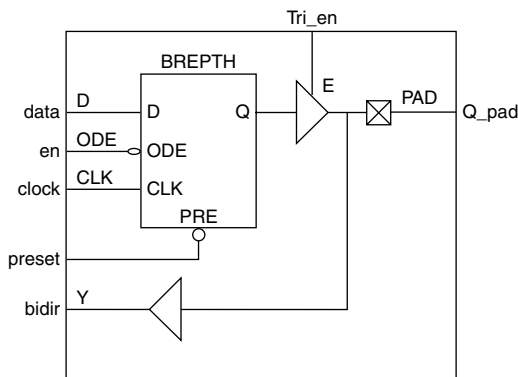 Tri_en
BREPTH
E
PAD
data D D Q Q_pad
en ODE ODE
clock CLK CLK
PRE
preset
bidir Y